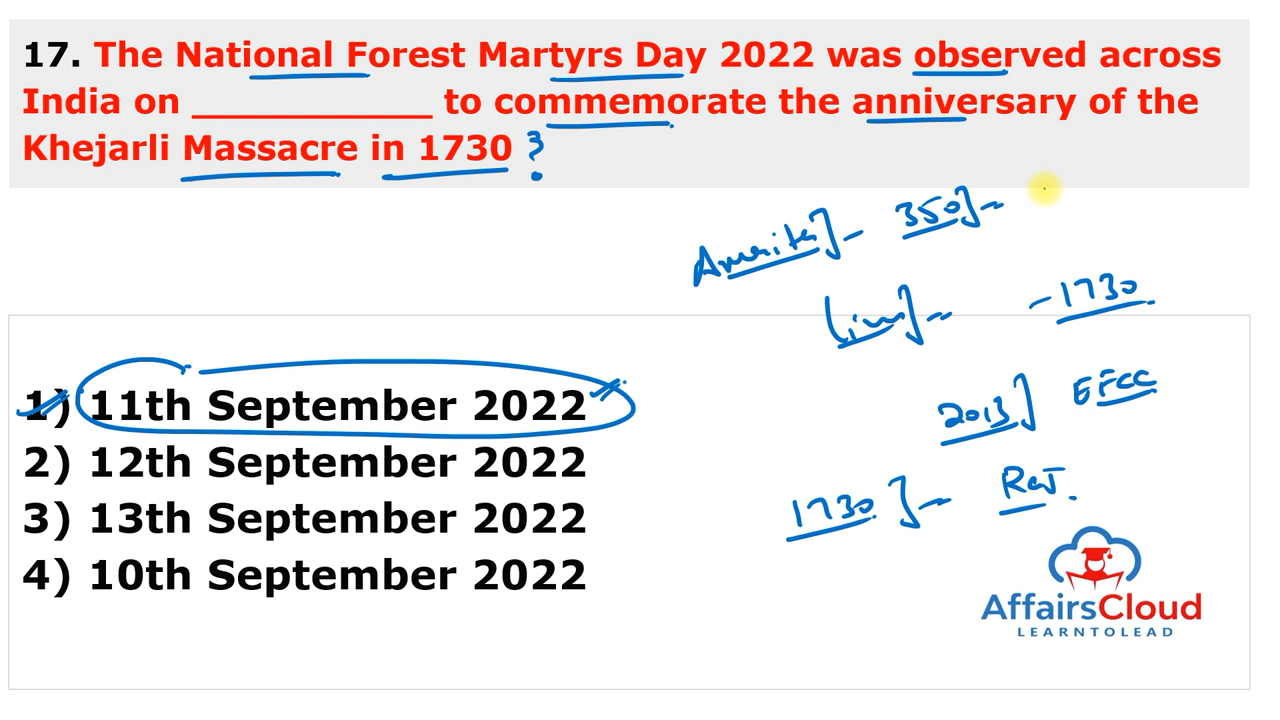 17. The National Forest Martyrs Day 2022 was observed across
India on ____________ to commemorate the anniversary of the
Khejarli Massacre in 1730 ?
Amrita] - 350] -
- 1730
1) 11th September 2022
2013] EFCC
2) 12th September 2022
1730] - Raj.
3) 13th September 2022
4) 10th September 2022
AffairsCloud
LEARNTOLEAD